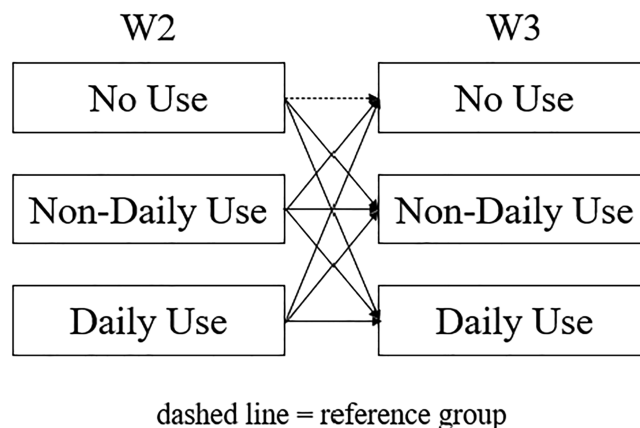 W2 W3
No Use No Use
Non-Daily Use Non-Daily Use
Daily Use Daily Use
dashed line = reference group